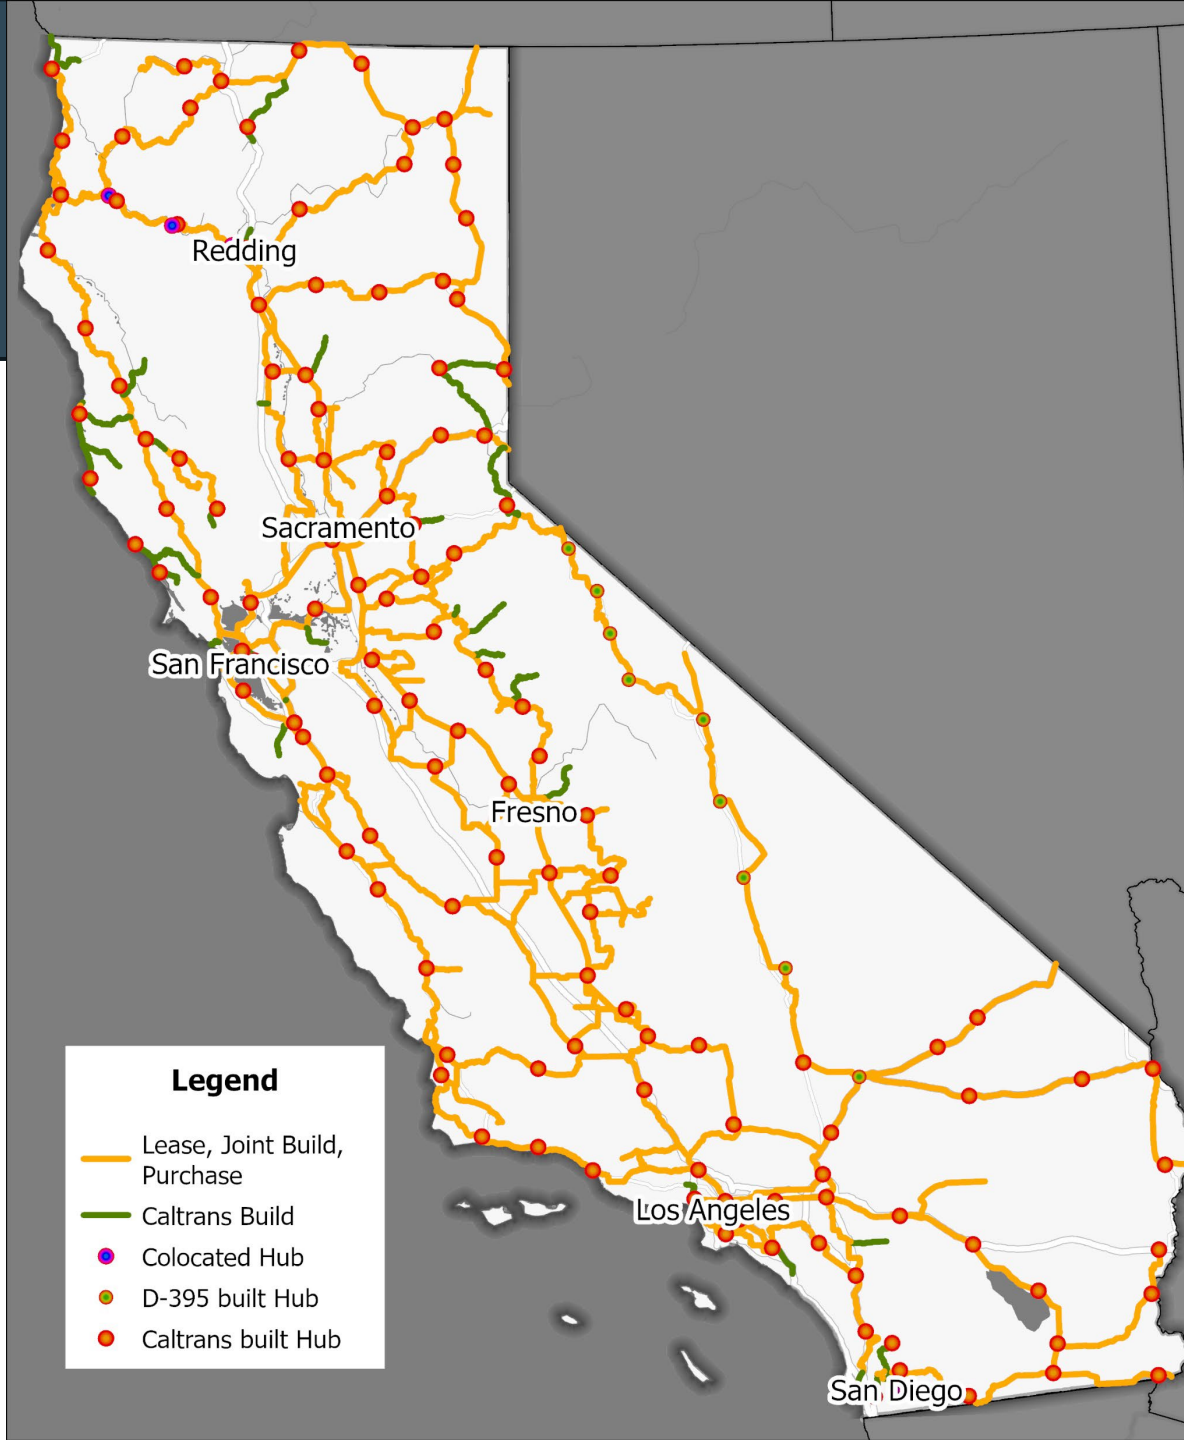 Redding
Sacramento
San Francisco
Fresno
Los Angeles
San Diego
Legend
Lease, Joint Build,
Purchase
Caltrans Build
Colocated Hub
D-395 built Hub
Caltrans built Hub